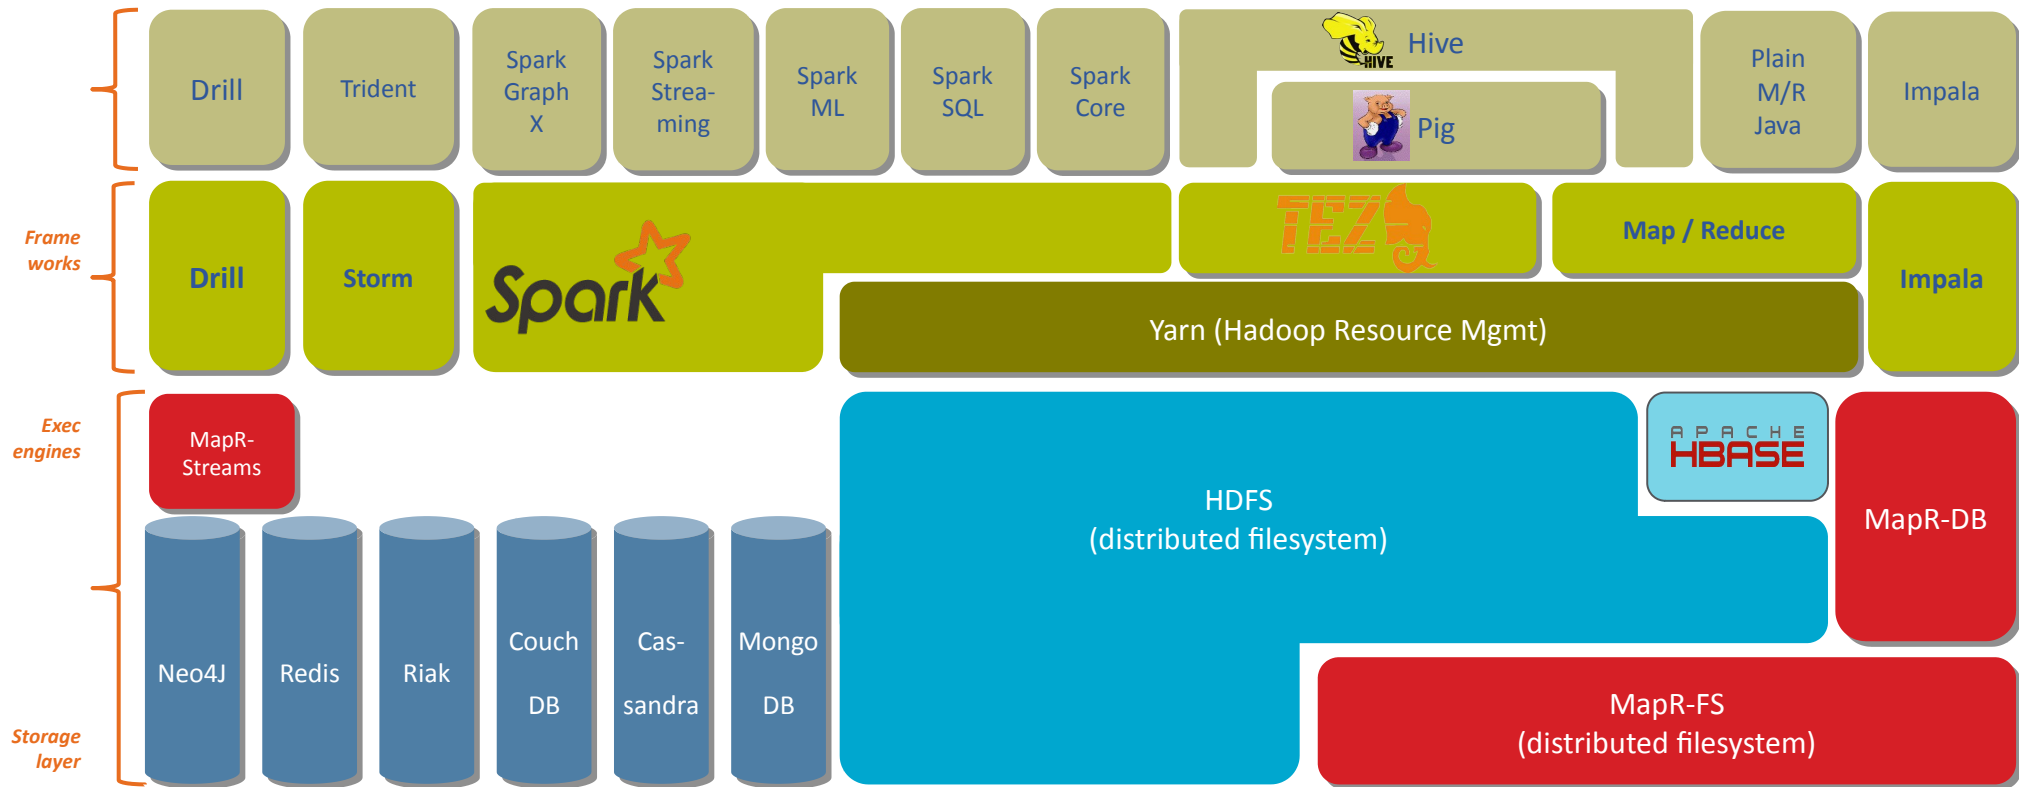 Drill
Trident
Spark
Graph
X
Spark
Strea-
ming
Spark
ML
Spark
SQL
Spark
Core
HIVE
Hive
Pig
Plain
M/R
Java
Impala
Frame
works
Drill
Storm
Spark
TEZ
Map / Reduce
Impala
Yarn (Hadoop Resource Mgmt)
Exec
engines
MapR-
Streams
HDFS
(distributed filesystem)
APACHE
HBASE
MapR-DB
Neo4J
Redis
Riak
Couch
DB
Cas-
sandra
Mongo
DB
MapR-FS
(distributed filesystem)
Storage
layer